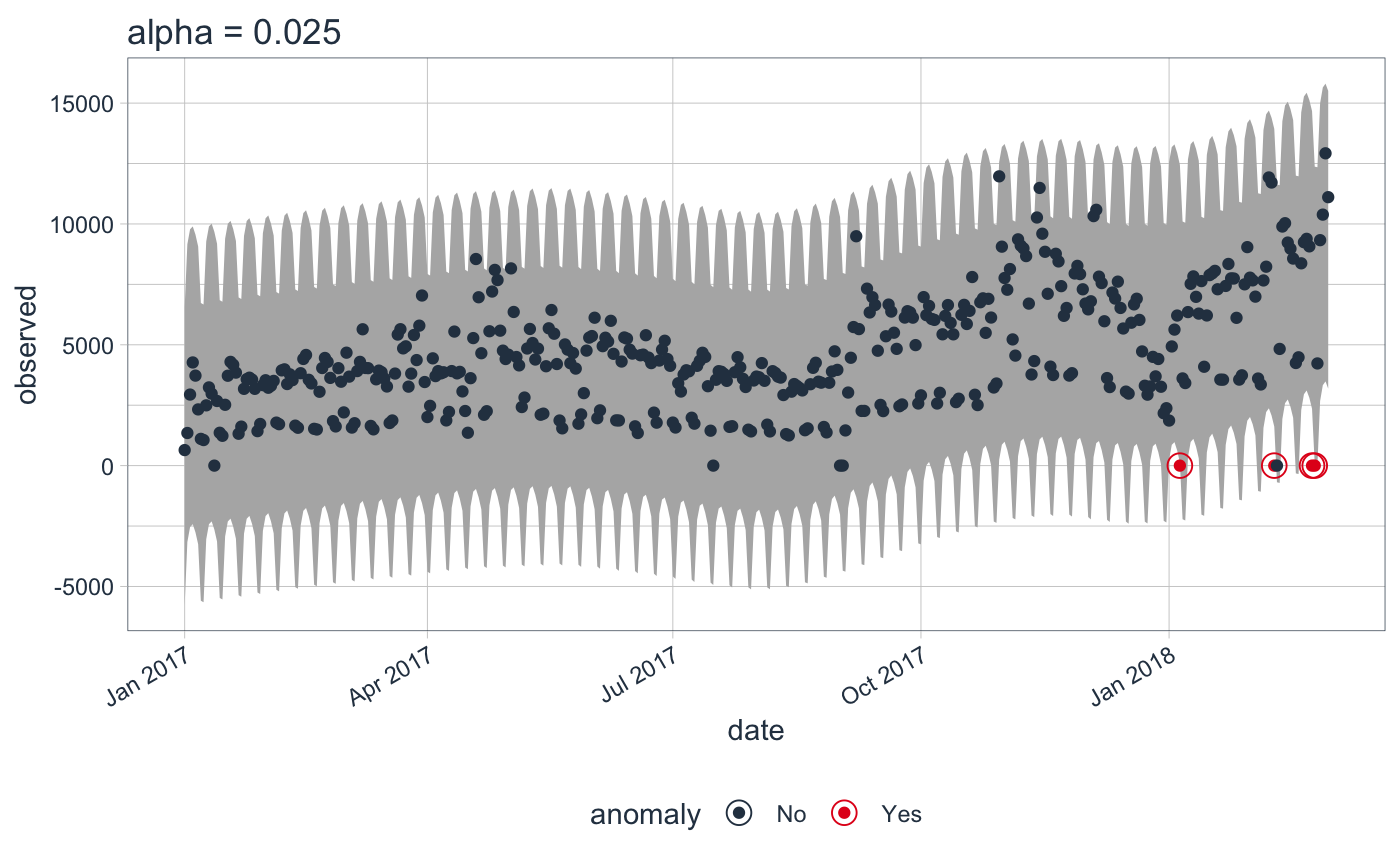 alpha = 0.025
observed
15000
10000
5000
0
-5000
Jan 2017
Apr 2017
Jul 2017
Oct 2017
Jan 2018
date
anomaly No Yes